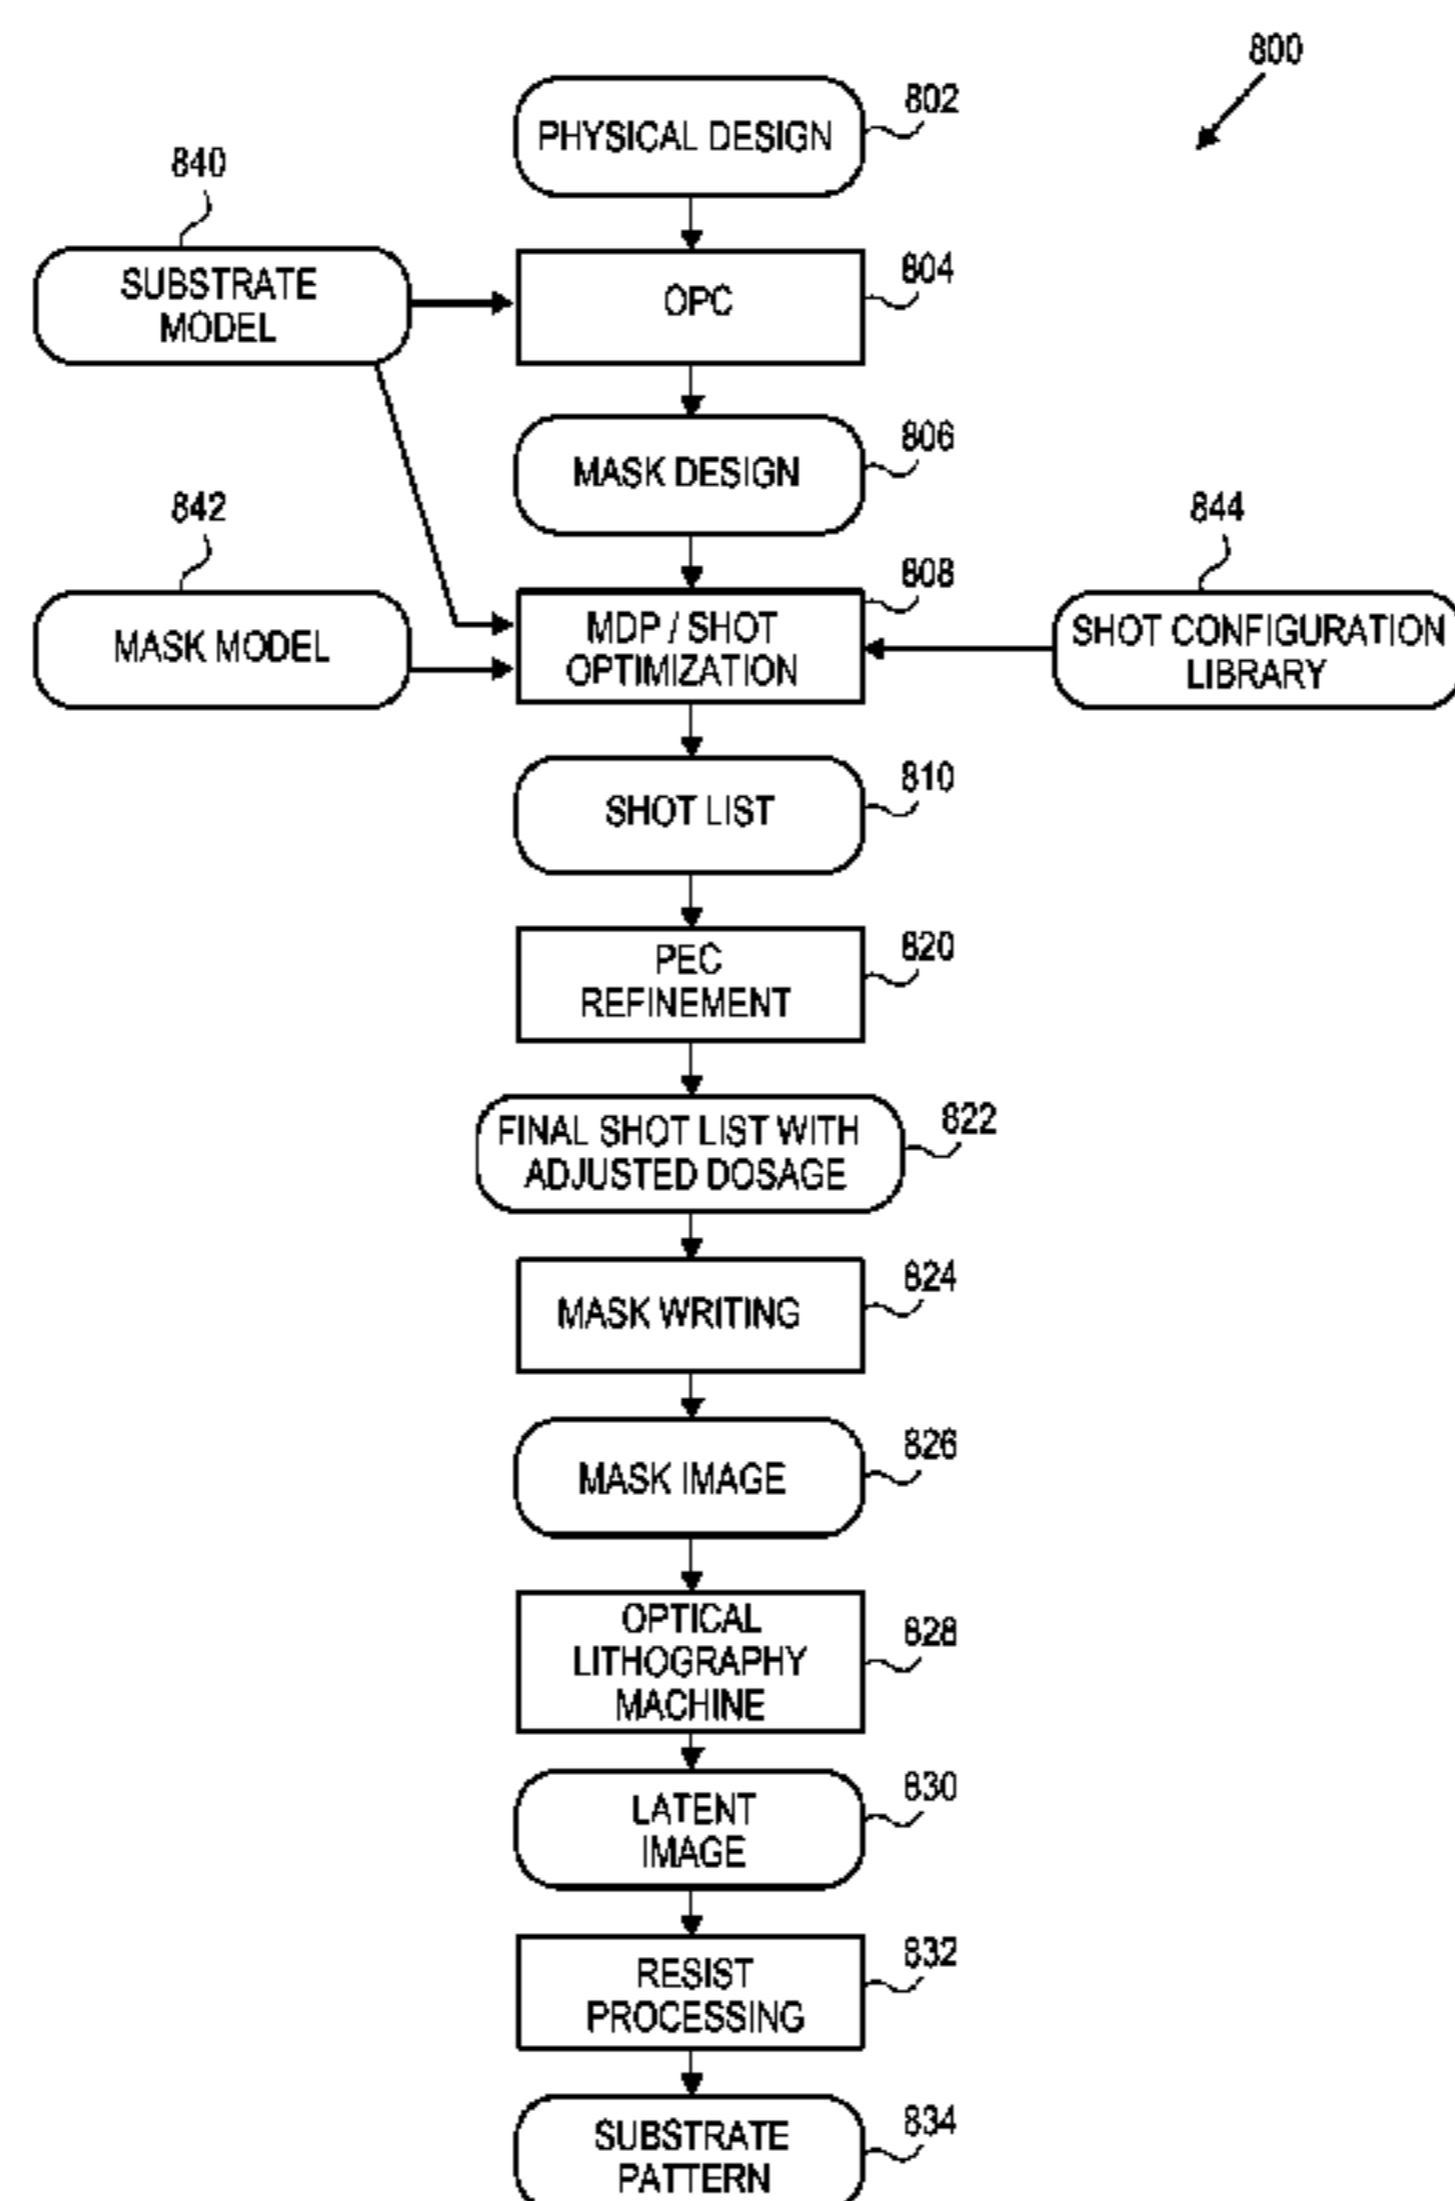 800
802
PHYSICAL DESIGN
840
SUBSTRATE
MODEL
804
OPC
806
MASK DESIGN
842
MASK MODEL
808
MDP / SHOT
OPTIMIZATION
844
SHOT CONFIGURATION
LIBRARY
810
SHOT LIST
820
PEC
REFINEMENT
822
FINAL SHOT LIST WITH
ADJUSTED DOSAGE
824
MASK WRITING
826
MASK IMAGE
828
OPTICAL
LITHOGRAPHY
MACHINE
830
LATENT
IMAGE
832
RESIST
PROCESSING
834
SUBSTRATE
PATTERN